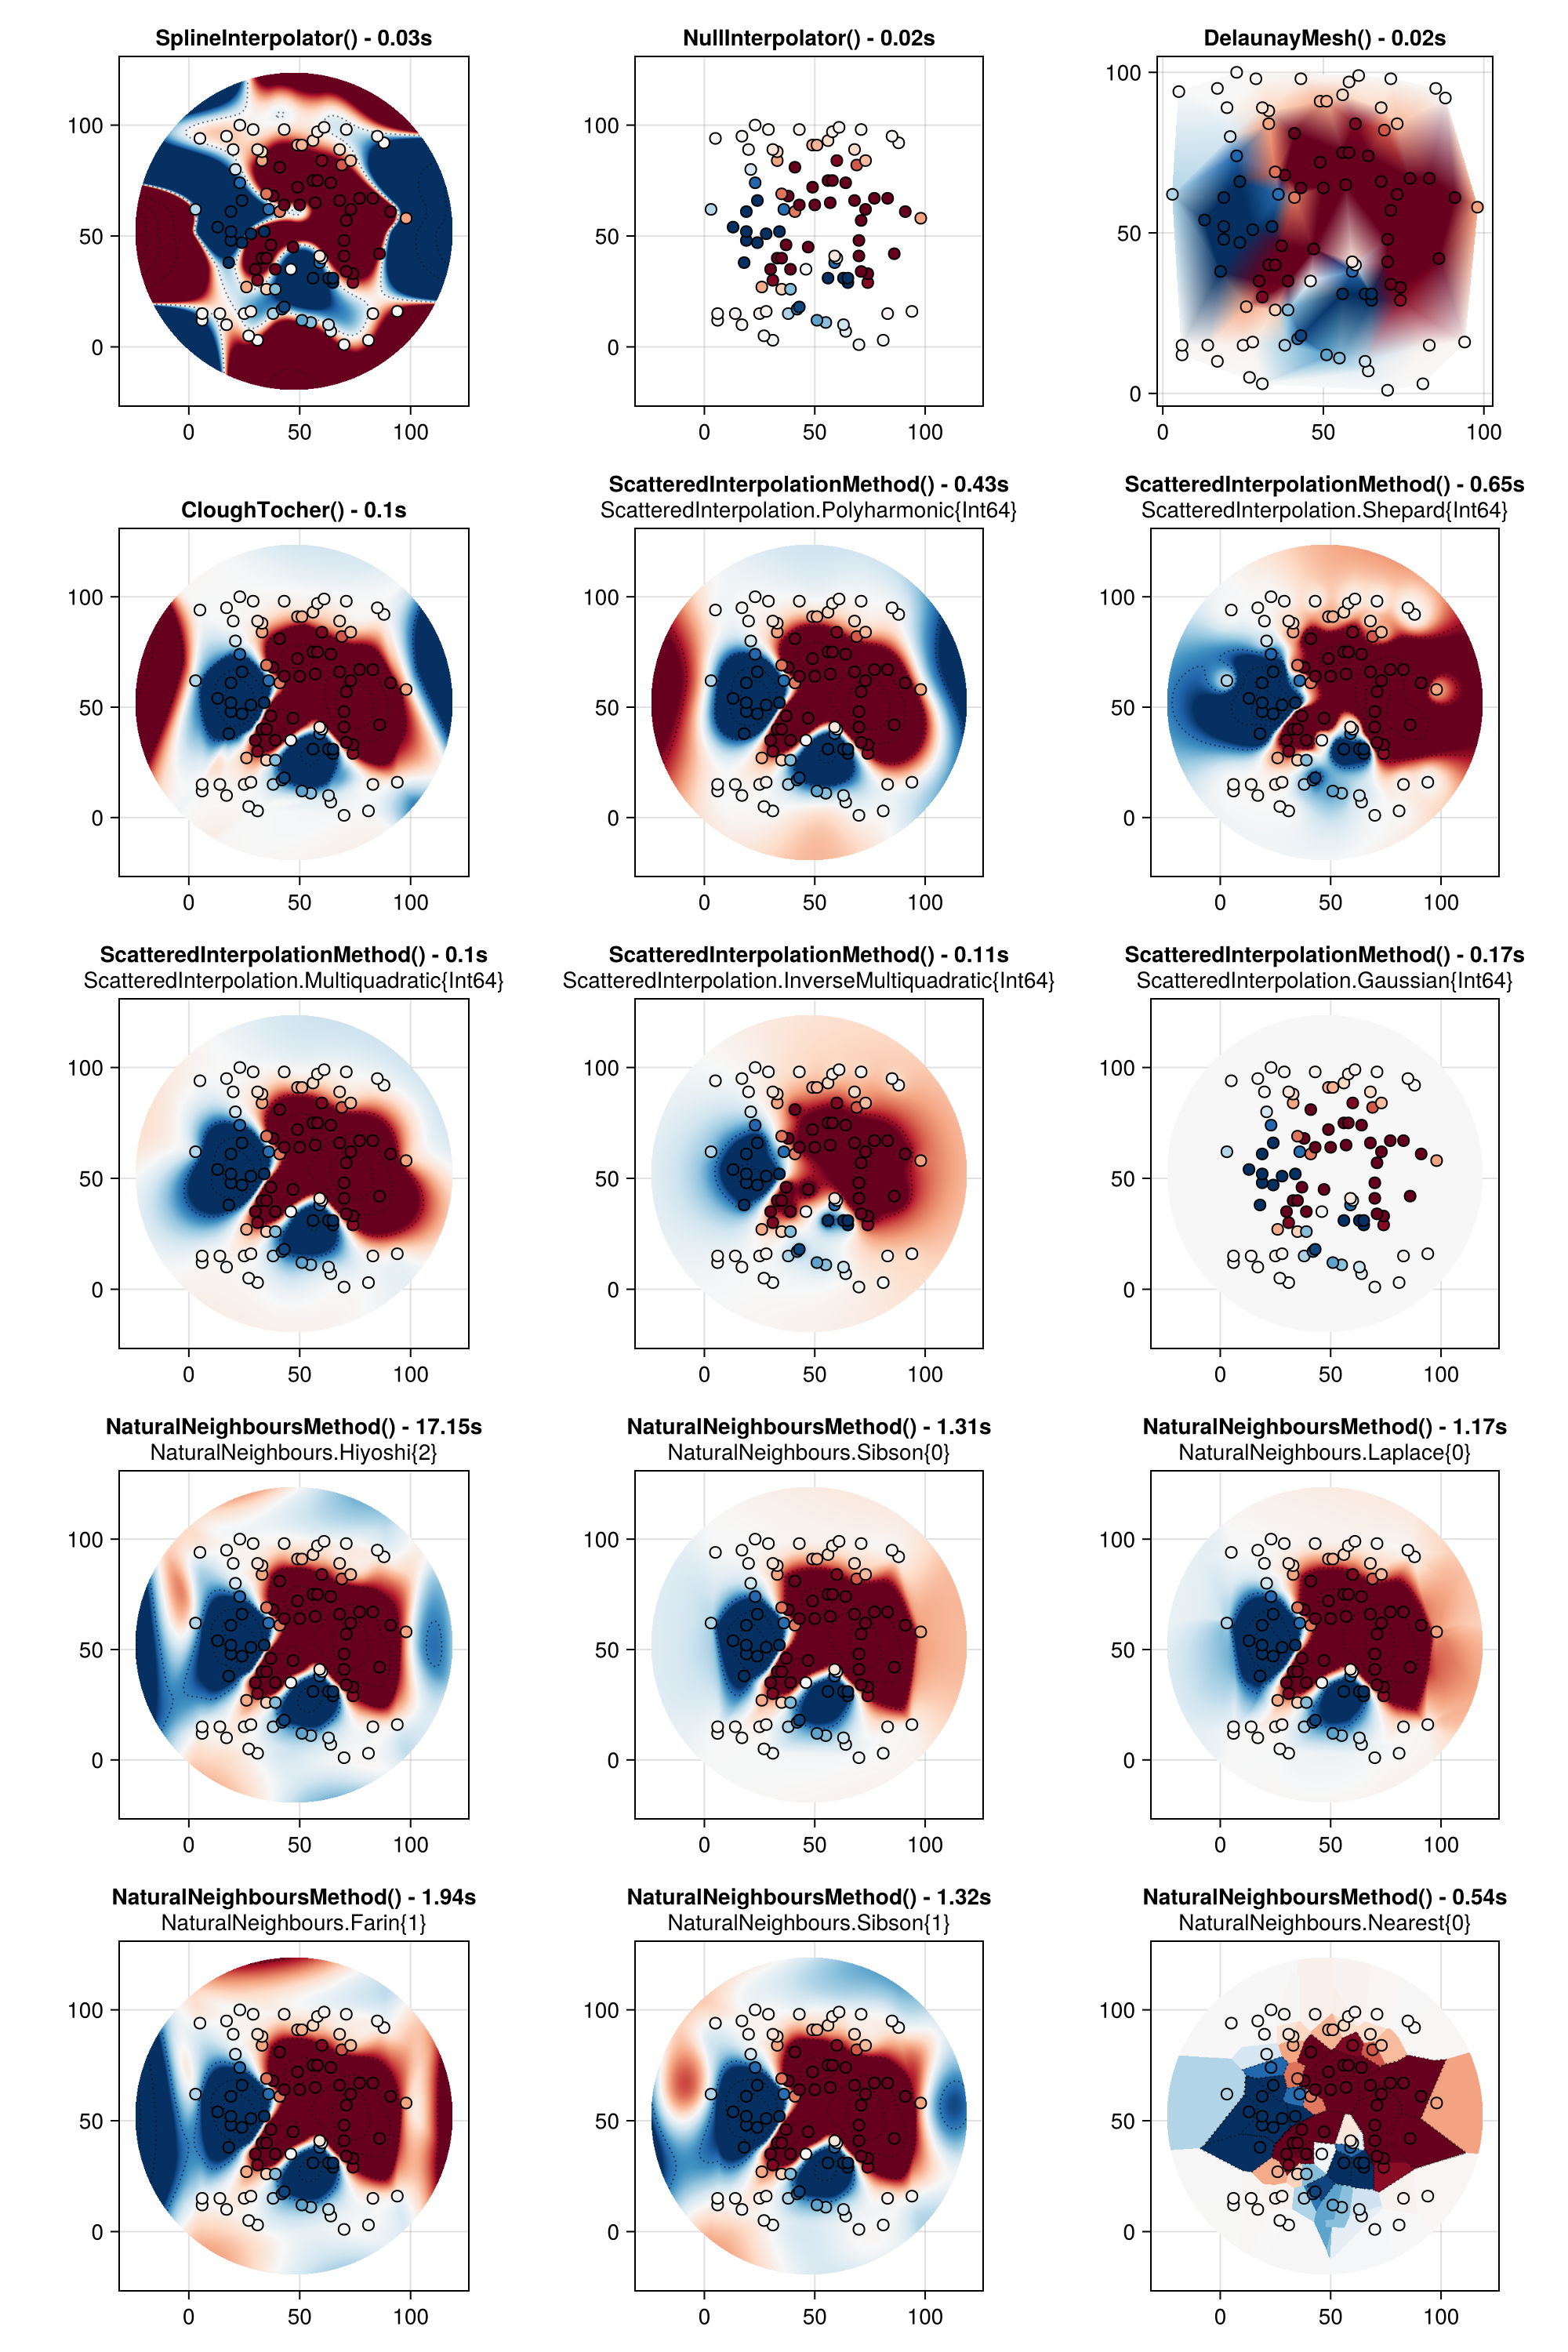 SplineInterpolator() - 0.03s
NullInterpolator() - 0.02s
DelaunayMesh() - 0.02s
100
50
0
0 50 100
100
50
0
0 50 100
100
50
0
0 50 100
CloughTocher() - 0.1s
ScatteredInterpolationMethod() - 0.43s
ScatteredInterpolation.Polyharmonic{Int64}
ScatteredInterpolationMethod() - 0.65s
ScatteredInterpolation.Shepard{Int64}
100
50
0
0 50 100
100
50
0
0 50 100
100
50
0
0 50 100
ScatteredInterpolationMethod() - 0.1s
ScatteredInterpolation.Multiquadratic{Int64}
ScatteredInterpolationMethod() - 0.11s
ScatteredInterpolation.InverseMultiquadratic{Int64}
ScatteredInterpolationMethod() - 0.17s
ScatteredInterpolation.Gaussian{Int64}
100
50
0
0 50 100
100
50
0
0 50 100
100
50
0
0 50 100
NaturalNeighboursMethod() - 17.15s
NaturalNeighbours.Hiyoshi{2}
NaturalNeighboursMethod() - 1.31s
NaturalNeighbours.Sibson{0}
NaturalNeighboursMethod() - 1.17s
NaturalNeighbours.Laplace{0}
100
50
0
0 50 100
100
50
0
0 50 100
100
50
0
0 50 100
NaturalNeighboursMethod() - 1.94s
NaturalNeighbours.Farin{1}
NaturalNeighboursMethod() - 1.32s
NaturalNeighbours.Sibson{1}
NaturalNeighboursMethod() - 0.54s
NaturalNeighbours.Nearest{0}
100
50
0
0 50 100
100
50
0
0 50 100
100
50
0
0 50 100